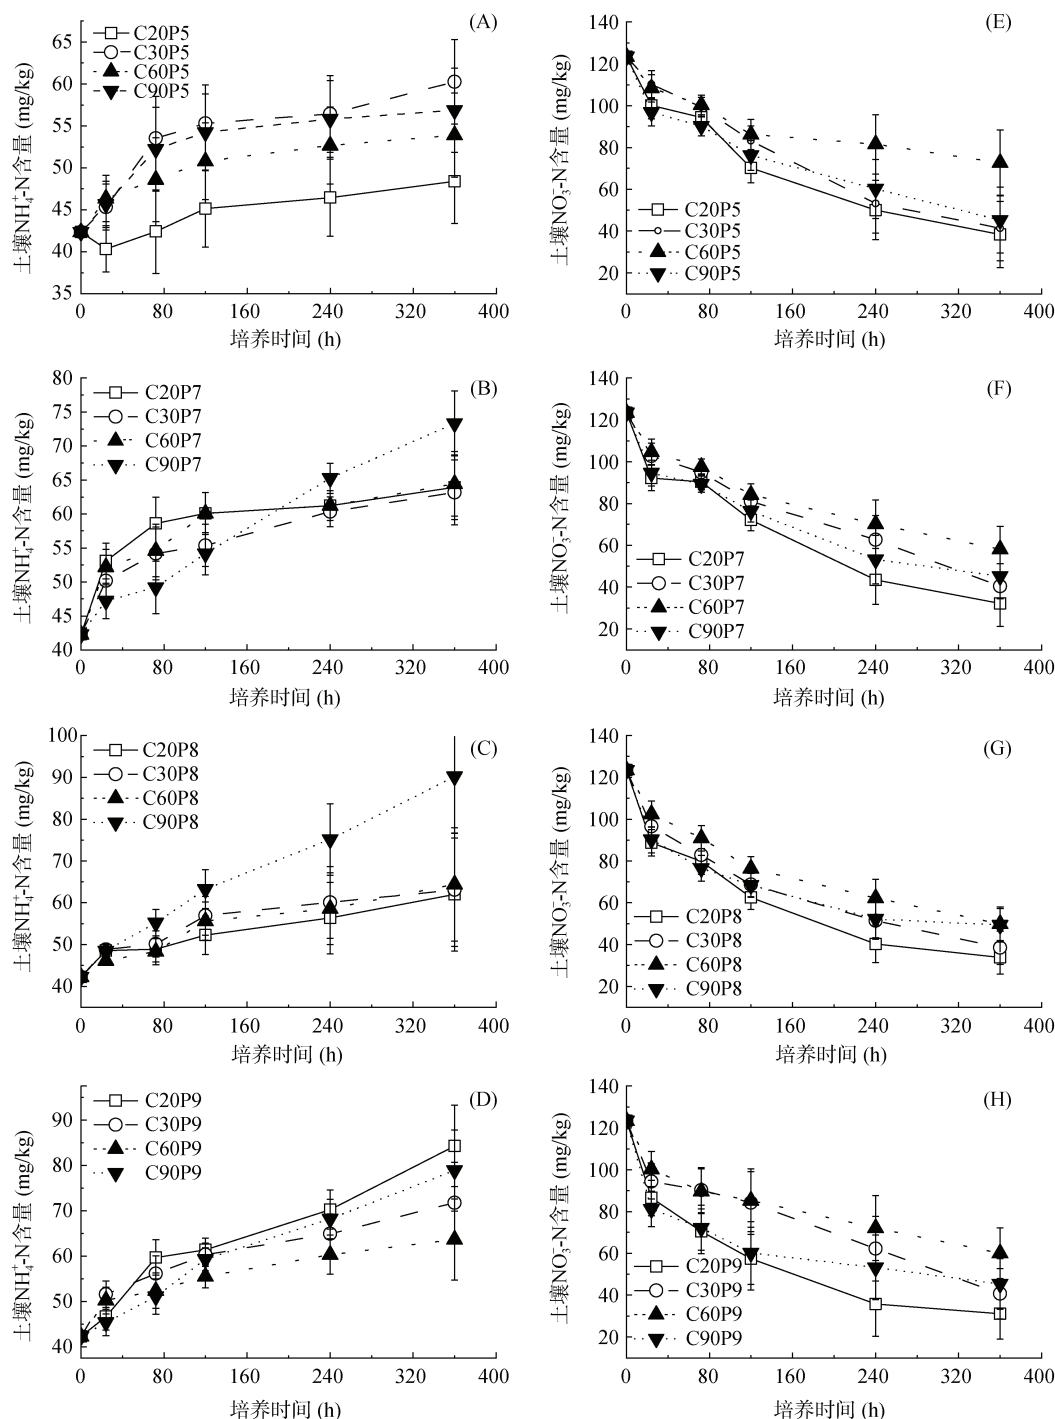 (A)
C20P5
C30P5
C60P5
C90P5
65
60
55
50
45
40
35
0 80 160 240 320 400
土壤NH₄⁺-N含量 (mg/kg)
培养时间 (h)
(E)
140
120
100
80
60
40
20
C20P5
C30P5
C60P5
C90P5
0 80 160 240 320 400
土壤NO₃⁻-N含量 (mg/kg)
培养时间 (h)
(B)
C20P7
C30P7
C60P7
C90P7
80
75
70
65
60
55
50
45
40
0 80 160 240 320 400
土壤NH₄⁺-N含量 (mg/kg)
培养时间 (h)
(F)
140
120
100
80
60
40
20
C20P7
C30P7
C60P7
C90P7
0 80 160 240 320 400
土壤NO₃⁻-N含量 (mg/kg)
培养时间 (h)
(C)
C20P8
C30P8
C60P8
C90P8
100
90
80
70
60
50
40
0 80 160 240 320 400
土壤NH₄⁺-N含量 (mg/kg)
培养时间 (h)
(G)
140
120
100
80
60
40
20
C20P8
C30P8
C60P8
C90P8
0 80 160 240 320 400
土壤NO₃⁻-N含量 (mg/kg)
培养时间 (h)
(D)
C20P9
C30P9
C60P9
C90P9
90
80
70
60
50
40
0 80 160 240 320 400
土壤NH₄⁺-N含量 (mg/kg)
培养时间 (h)
(H)
140
120
100
80
60
40
20
C20P9
C30P9
C60P9
C90P9
0 80 160 240 320 400
土壤NO₃⁻-N含量 (mg/kg)
培养时间 (h)